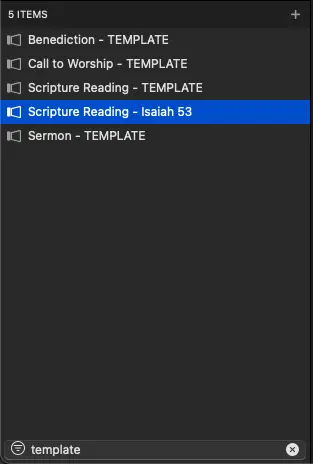 5 ITEMS
Benediction - TEMPLATE
Call to Worship - TEMPLATE
Scripture Reading - TEMPLATE
Scripture Reading - Isaiah 53
Sermon - TEMPLATE
template